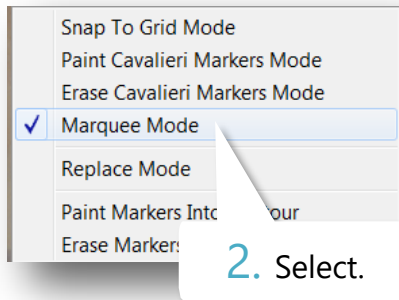 Snap To Grid Mode
Paint Cavalieri Markers Mode
Erase Cavalieri Markers Mode
Marquee Mode
Replace Mode
Paint Markers Into our
Erase Markers
2. Select.